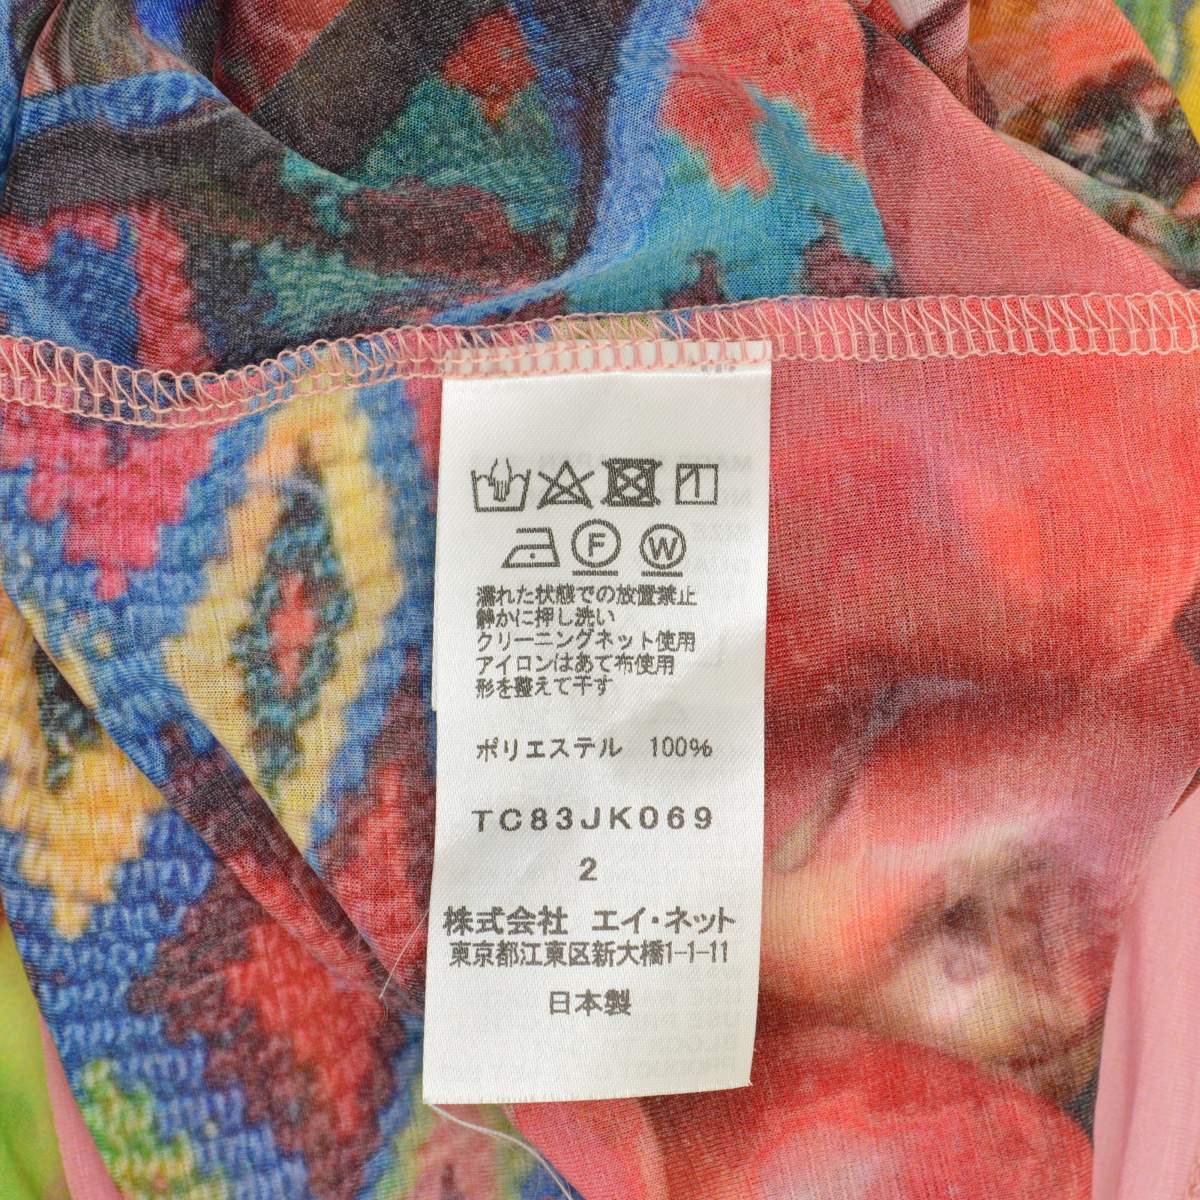 F W
濡れた状態での放置禁止
静かに押し洗い
クリーニングネット使用
アイロンはあて布使用
形を整えて干す
ポリエステル 100%
TC83JK069
2
株式会社 エイ・ネット
東京都江東区新大橋1-1-11
日本製